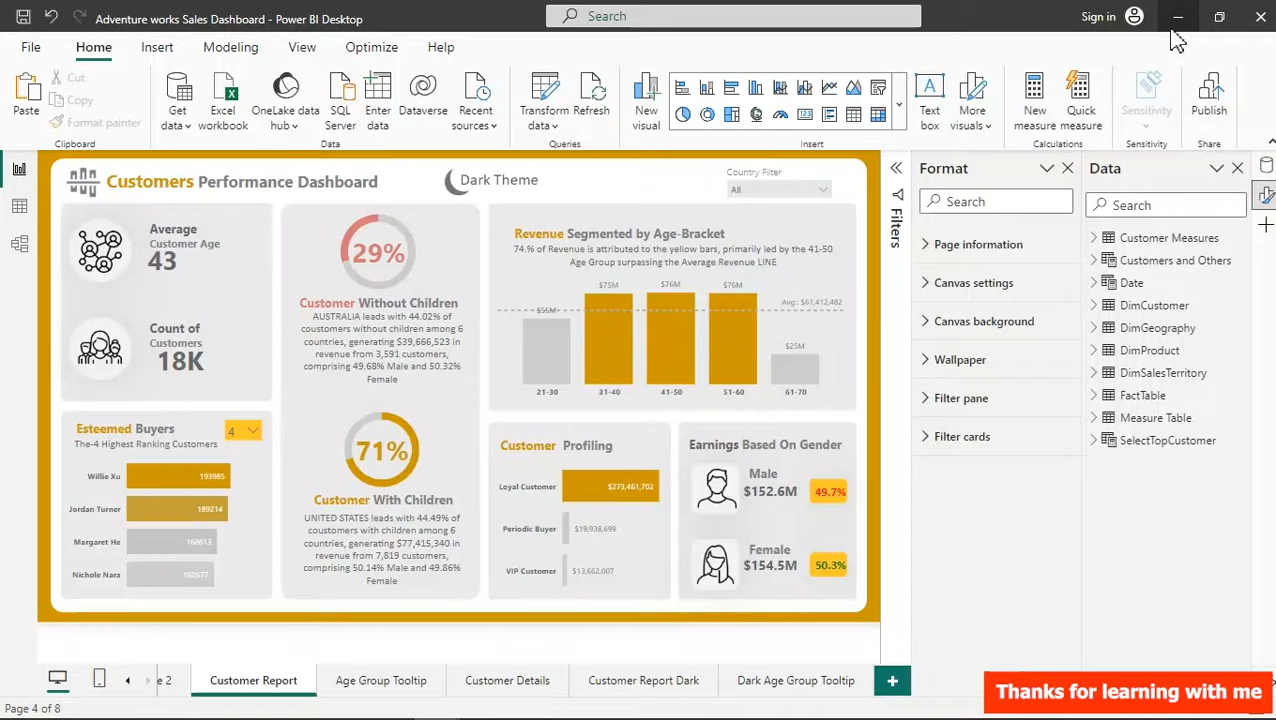 Adventure works Sales Dashboard - Power BI Desktop
Search
Sign in
File
Home
Insert
Modeling
View
Optimize
Help
Paste
Cut
Copy
Format painter
Clipboard
Get
data
Excel
workbook
OneLake data
hub
SQL
Server
Enter
data
Dataverse
Recent
sources
Data
Transform
data
Refresh
Queries
New
visual
Text
box
More
visuals
Insert
New
measure
Quick
measure
Calculations
Sensitivity
Sensitivity
Publish
Share
Customers Performance Dashboard
Dark Theme
Country Filter
All
Average
Customer Age
43
Count of
Customers
18K
29%
Customer Without Children
AUSTRALIA leads with 44.02% of
coustomers without children among 6
countries, generating $39,666,523 in
revenue from 3,591 customers,
comprising 49.68% Male and 50.32%
Female
71%
Customer With Children
UNITED STATES leads with 44.49% of
coustomers with children among 6
countries, generating $77,415,340 in
revenue from 7,819 customers,
comprising 50.14% Male and 49.86%
Female
Revenue Segmented by Age-Bracket
74.% of Revenue is attributed to the yellow bars, primarily led by the 41-50
Age Group surpassing the Average Revenue LINE
$75M
$76M
$76M
$25M
Avg.: $61,412,482
21-30
31-40
41-50
51-60
61-70
Esteemed Buyers
4
The-4 Highest Ranking Customers
Willie Xu
193985
Jordan Turner
189214
Margaret He
168613
Nichole Nara
162677
Customer Profiling
Loyal Customer
$273,461,702
Periodic Buyer
$19,938,699
VIP Customer
$13,662,007
Earnings Based On Gender
Male
$152.6M
49.7%
Female
$154.5M
50.3%
Filters
Format
Search
Page information
Canvas settings
Canvas background
Wallpaper
Filter pane
Filter cards
Data
Search
Customer Measures
Customers and Others
Date
DimCustomer
DimGeography
DimProduct
DimSalesTerritory
FactTable
Measure Table
SelectTopCustomer
e 2
Customer Report
Age Group Tooltip
Customer Details
Customer Report Dark
Dark Age Group Tooltip
Thanks for learning with me
Page 4 of 8